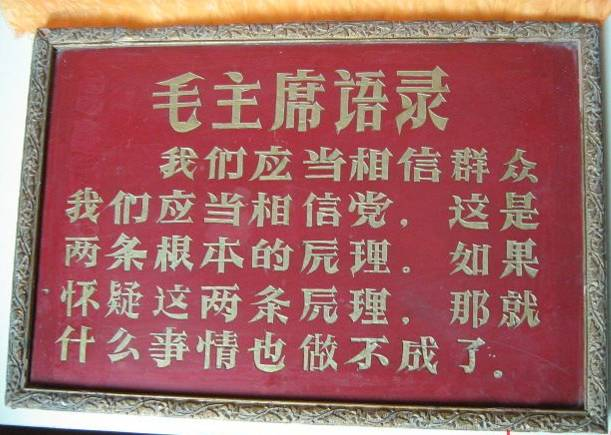 毛主席语录
我们应当相信群众
我们应当相信党，这是
两条根本的原理。如果
怀疑这两条原理，那就
什么事情也做不成了。